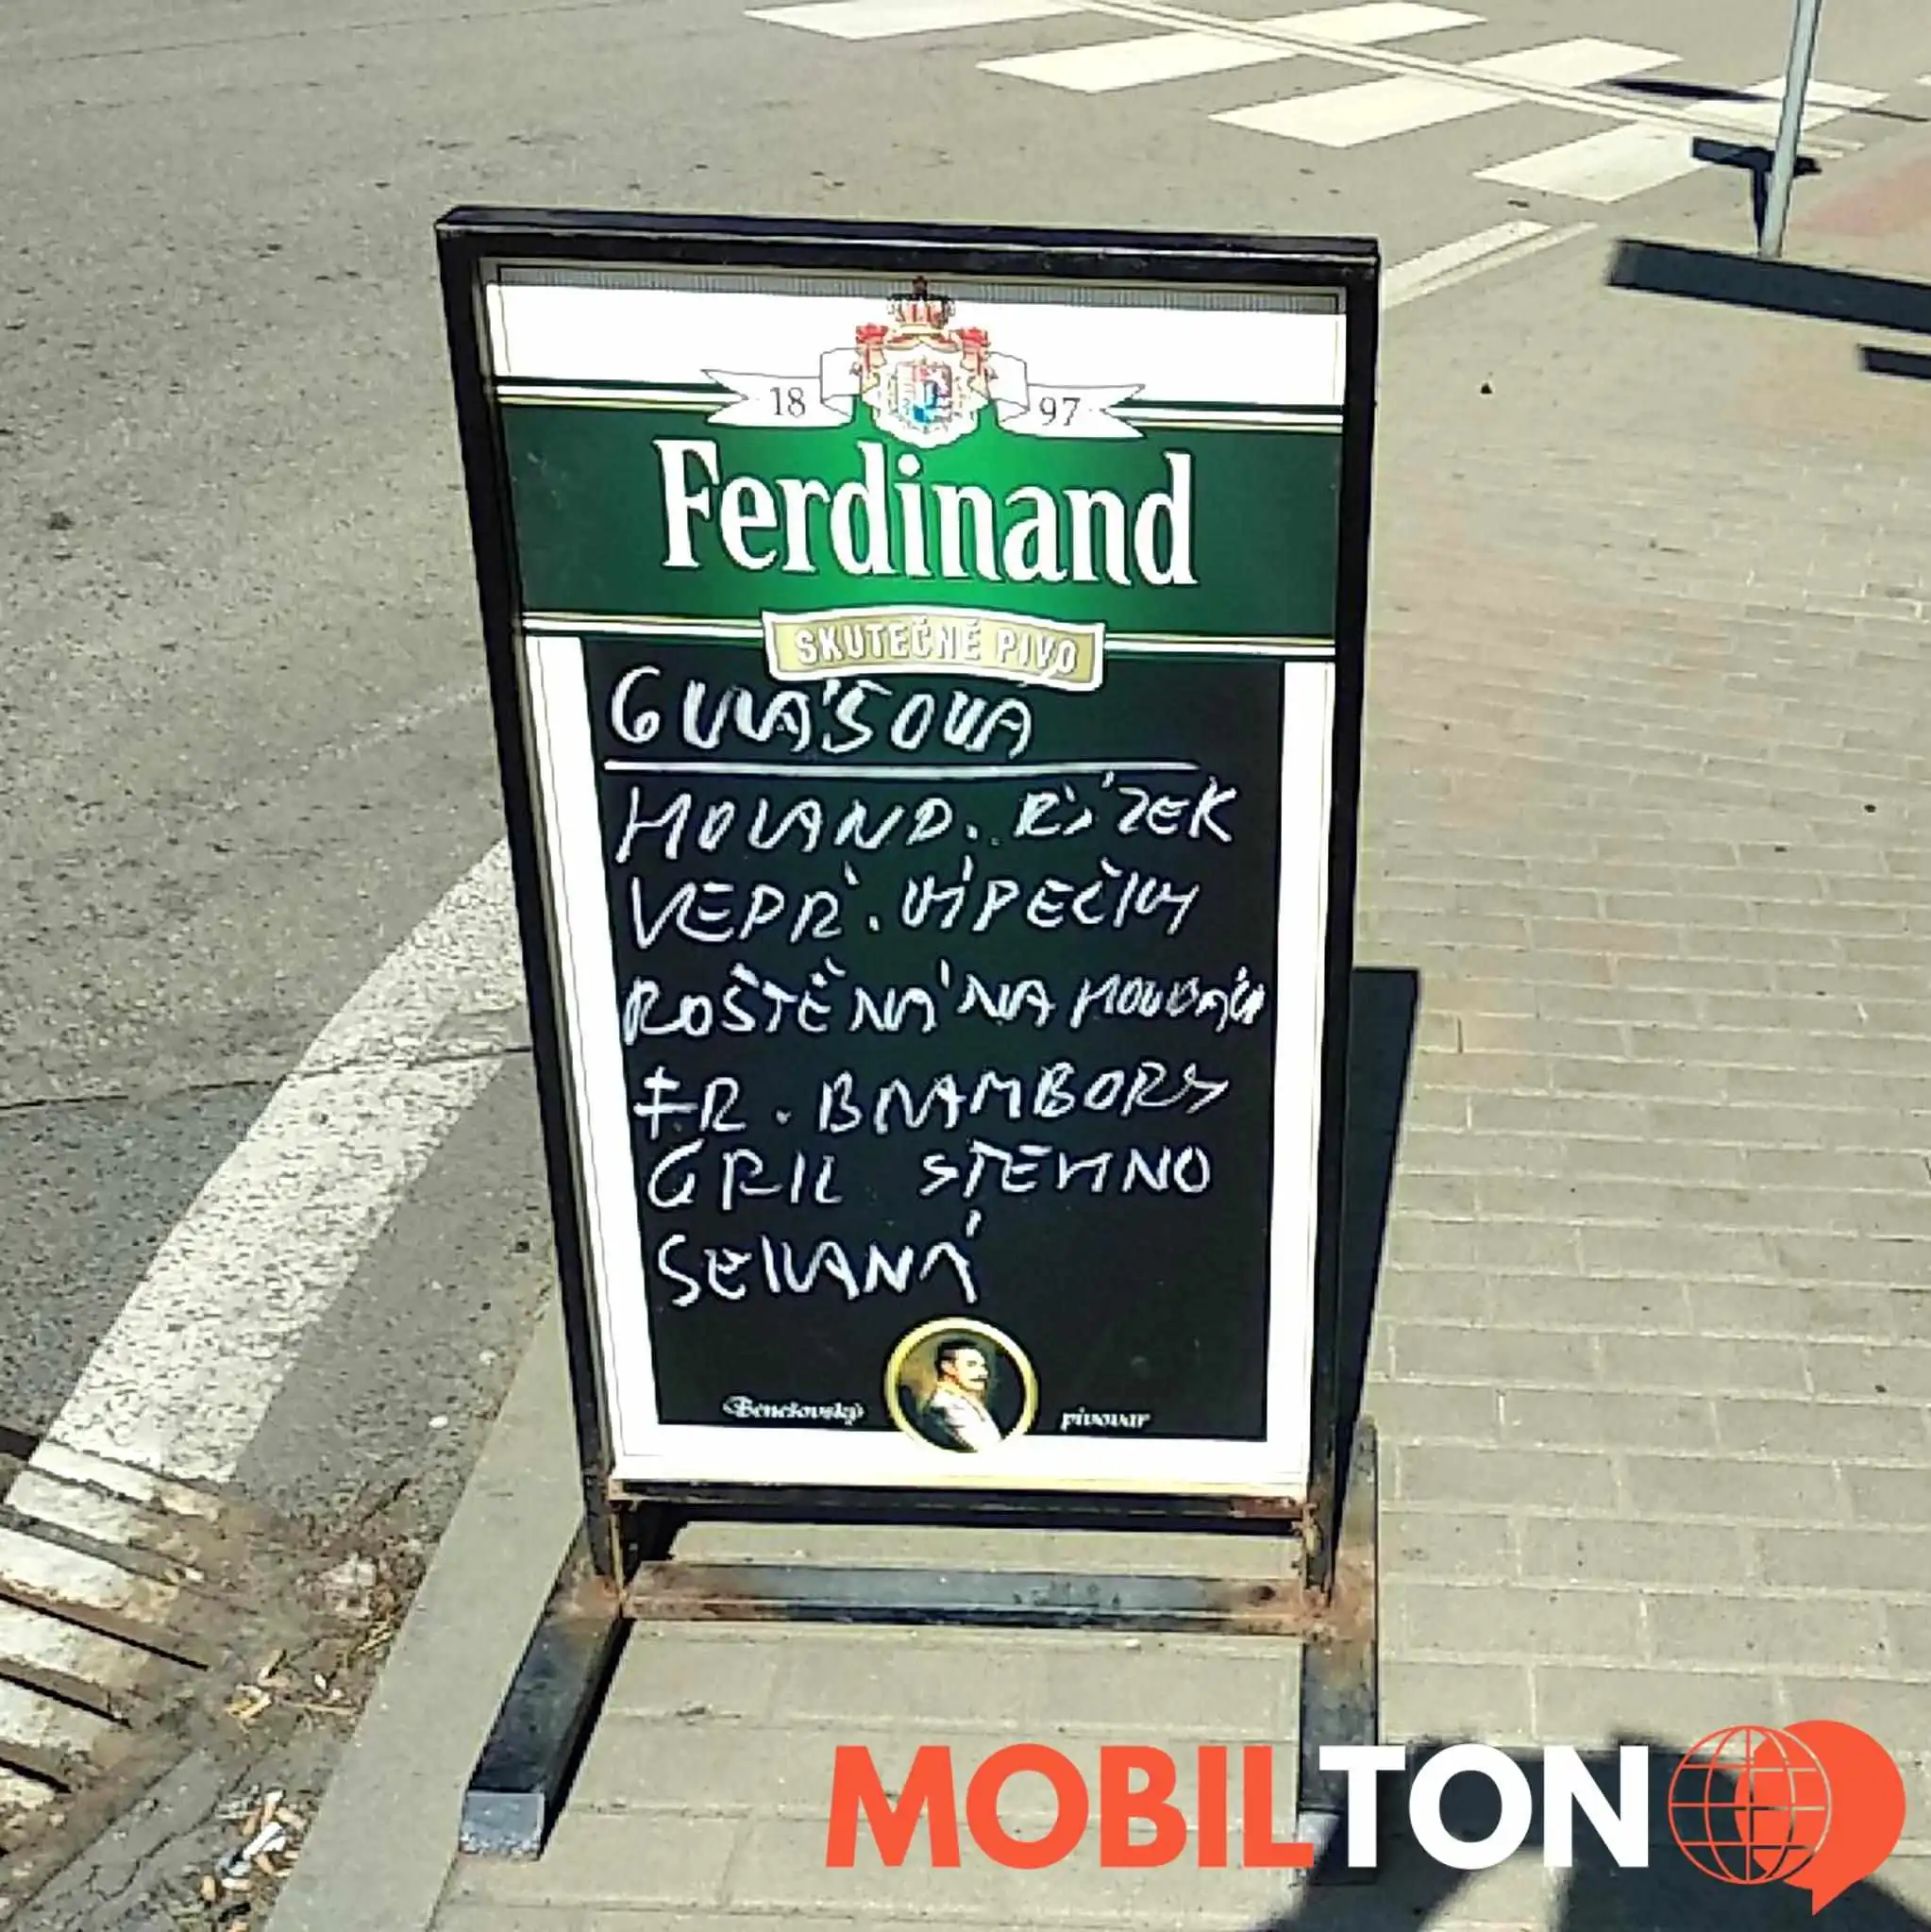 18 97
Ferdinand
SKUTEČNÉ PIVO
GULÁŠOVÁ
HOLAND. ŘÍZEK
VEPŘ. VÝPEČKY
ROŠTĚNÁ NA HOUBÁCH
FR. BRAMBORY
GRIL STEHNO
SEKANÁ
Benešovský pivovar
MOBILTON